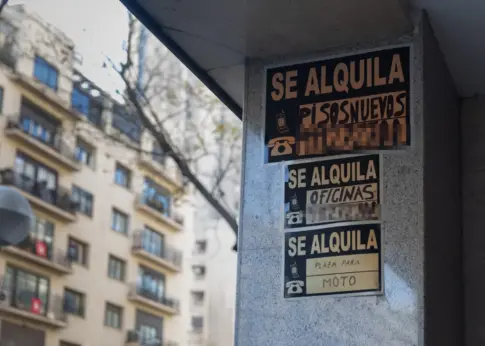 SE ALQUILA
PISOS NUEVOS
SE ALQUILA
OFICINAS
SE ALQUILA
PLAZA PARA
MOTO